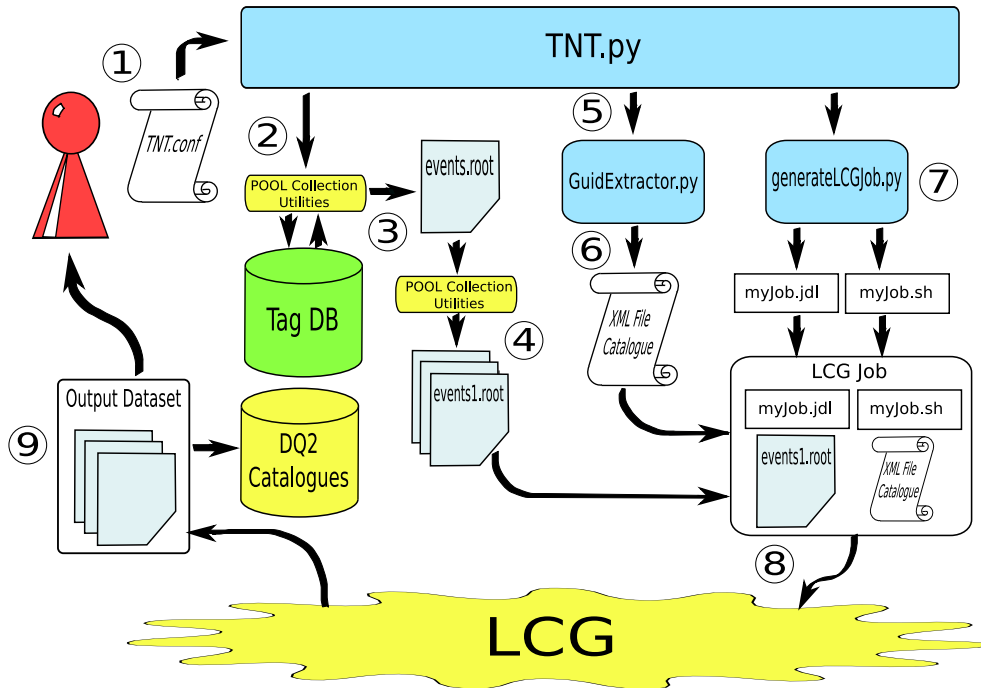 ①
TNT.py
TNT.conf
②
POOL Collection
Utilities
③
events.root
Tag DB
POOL Collection
Utilities
④
events1.root
⑤
GuidExtractor.py
⑥
XML File
Catalogue
generateLCGJob.py
⑦
myJob.jdl
myJob.sh
LCG Job
myJob.jdl
myJob.sh
events1.root
XML File
Catalogue
⑧
LCG
⑨
Output Dataset
DQ2
Catalogues